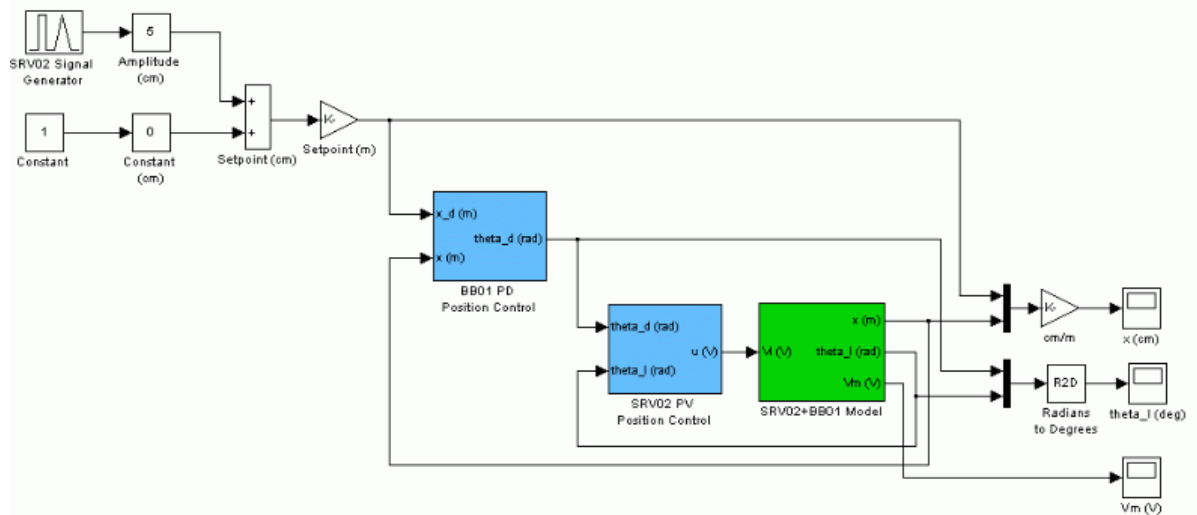 5
SRV02 Signal
Generator
Amplitude
(cm)
+
+
1
0
Constant
Constant
(cm)
Setpoint (cm)
Setpoint (m)
x_d (m)
theta_d (rad)
x (m)
BB01 PD
Position Control
theta_d (rad)
u (V)
theta_l (rad)
SRV02 PV
Position Control
x (m)
Vl (V)
theta_l (rad)
Vm (V)
SRV02+BB01 Model
cm/m
x (cm)
R2D
Radians
to Degrees
theta_l (deg)
Vm (V)